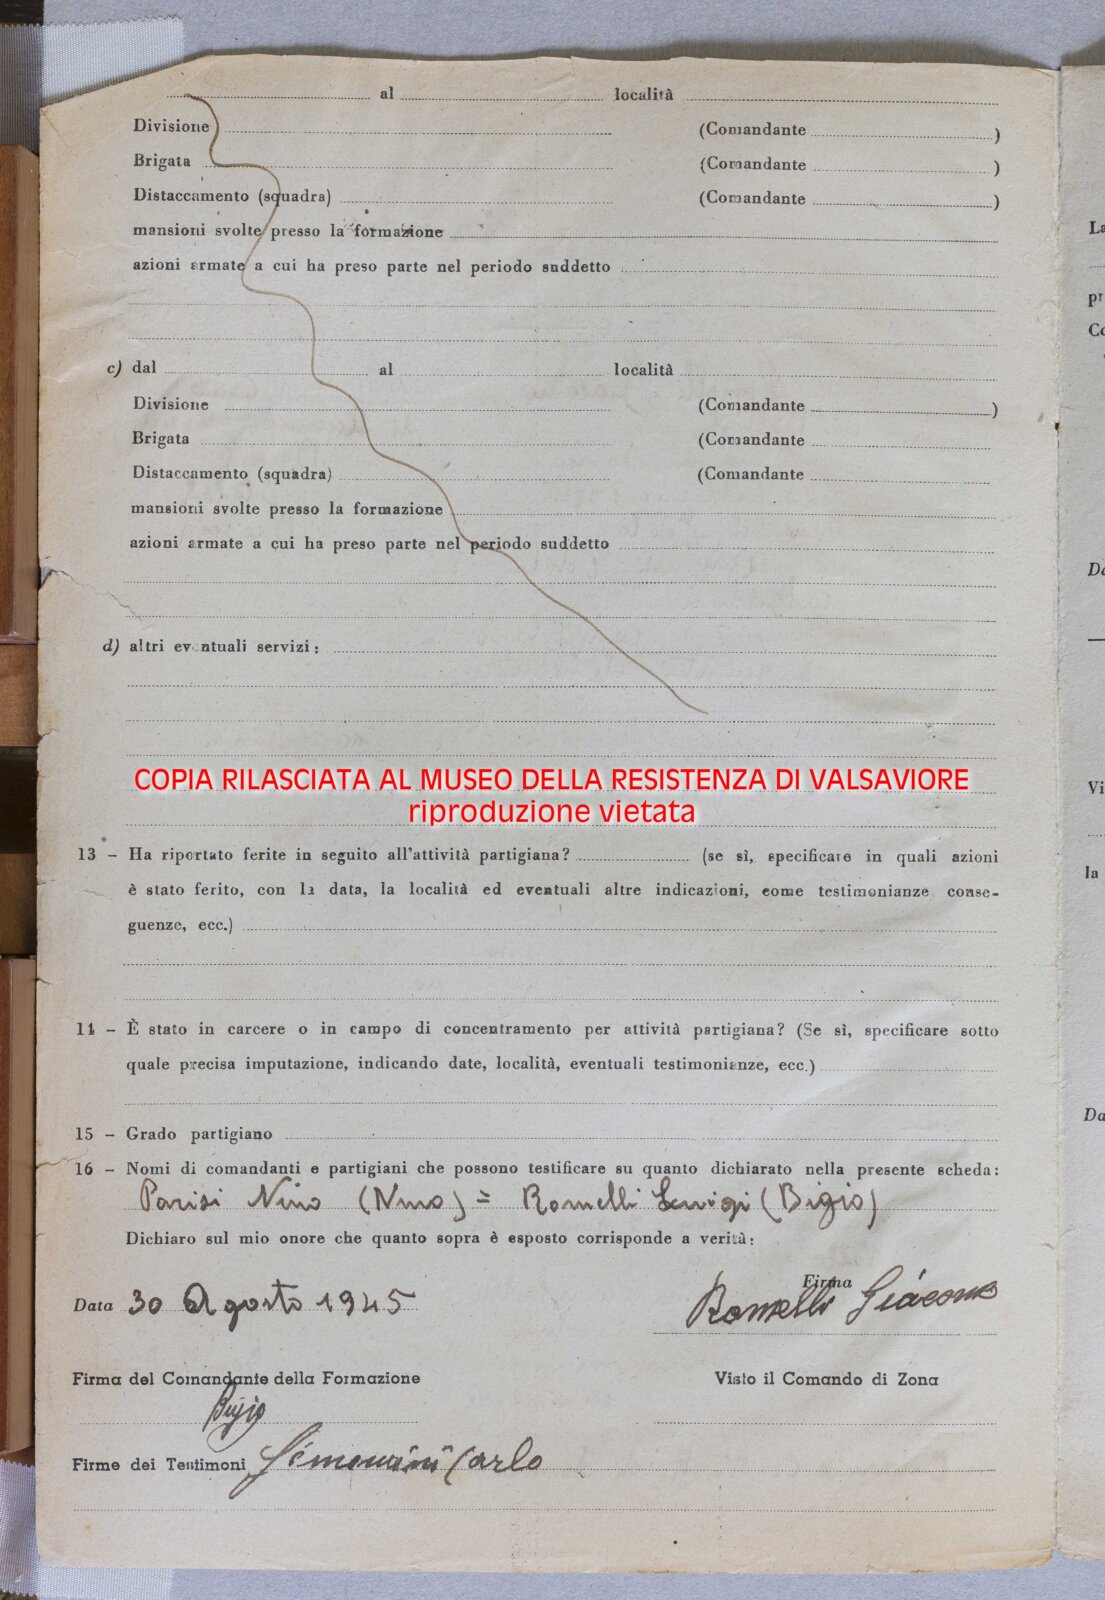 al località
Divisione (Comandante )
Brigata (Comandante )
Distaccamento (squadra) (Comandante )
mansioni svolte presso la formazione
azioni armate a cui ha preso parte nel periodo suddetto
c) dal al località
Divisione (Comandante )
Brigata (Comandante
Distaccamento (squadra) (Comandante
mansioni svolte presso la formazione
azioni armate a cui ha preso parte nel periodo suddetto
d) altri eventuali servizi:
COPIA RILASCIATA AL MUSEO DELLA RESISTENZA DI VALSAVIORE
riproduzione vietata
13 - Ha riportato ferite in seguito all'attività partigiana? (se sì, specificare in quali azioni
è stato ferito, con la data, la località ed eventuali altre indicazioni, come testimonianze, conse-
guenze, ecc.)
14 - È stato in carcere o in campo di concentramento per attività partigiana? (Se sì, specificare sotto
quale precisa imputazione, indicando date, località, eventuali testimonianze, ecc.)
15 - Grado partigiano
16 - Nomi di comandanti e partigiani che possono testificare su quanto dichiarato nella presente scheda:
Parisi Nino (Nino) = Romelli Luigi (Bigio)
Dichiaro sul mio onore che quanto sopra è esposto corrisponde a verità:
Firma
Data 30 Agosto 1945 Romelli Giacomo
Firma del Comandante della Formazione Visto il Comando di Zona
Bigio
Firme dei Testimoni Simoncini Carlo